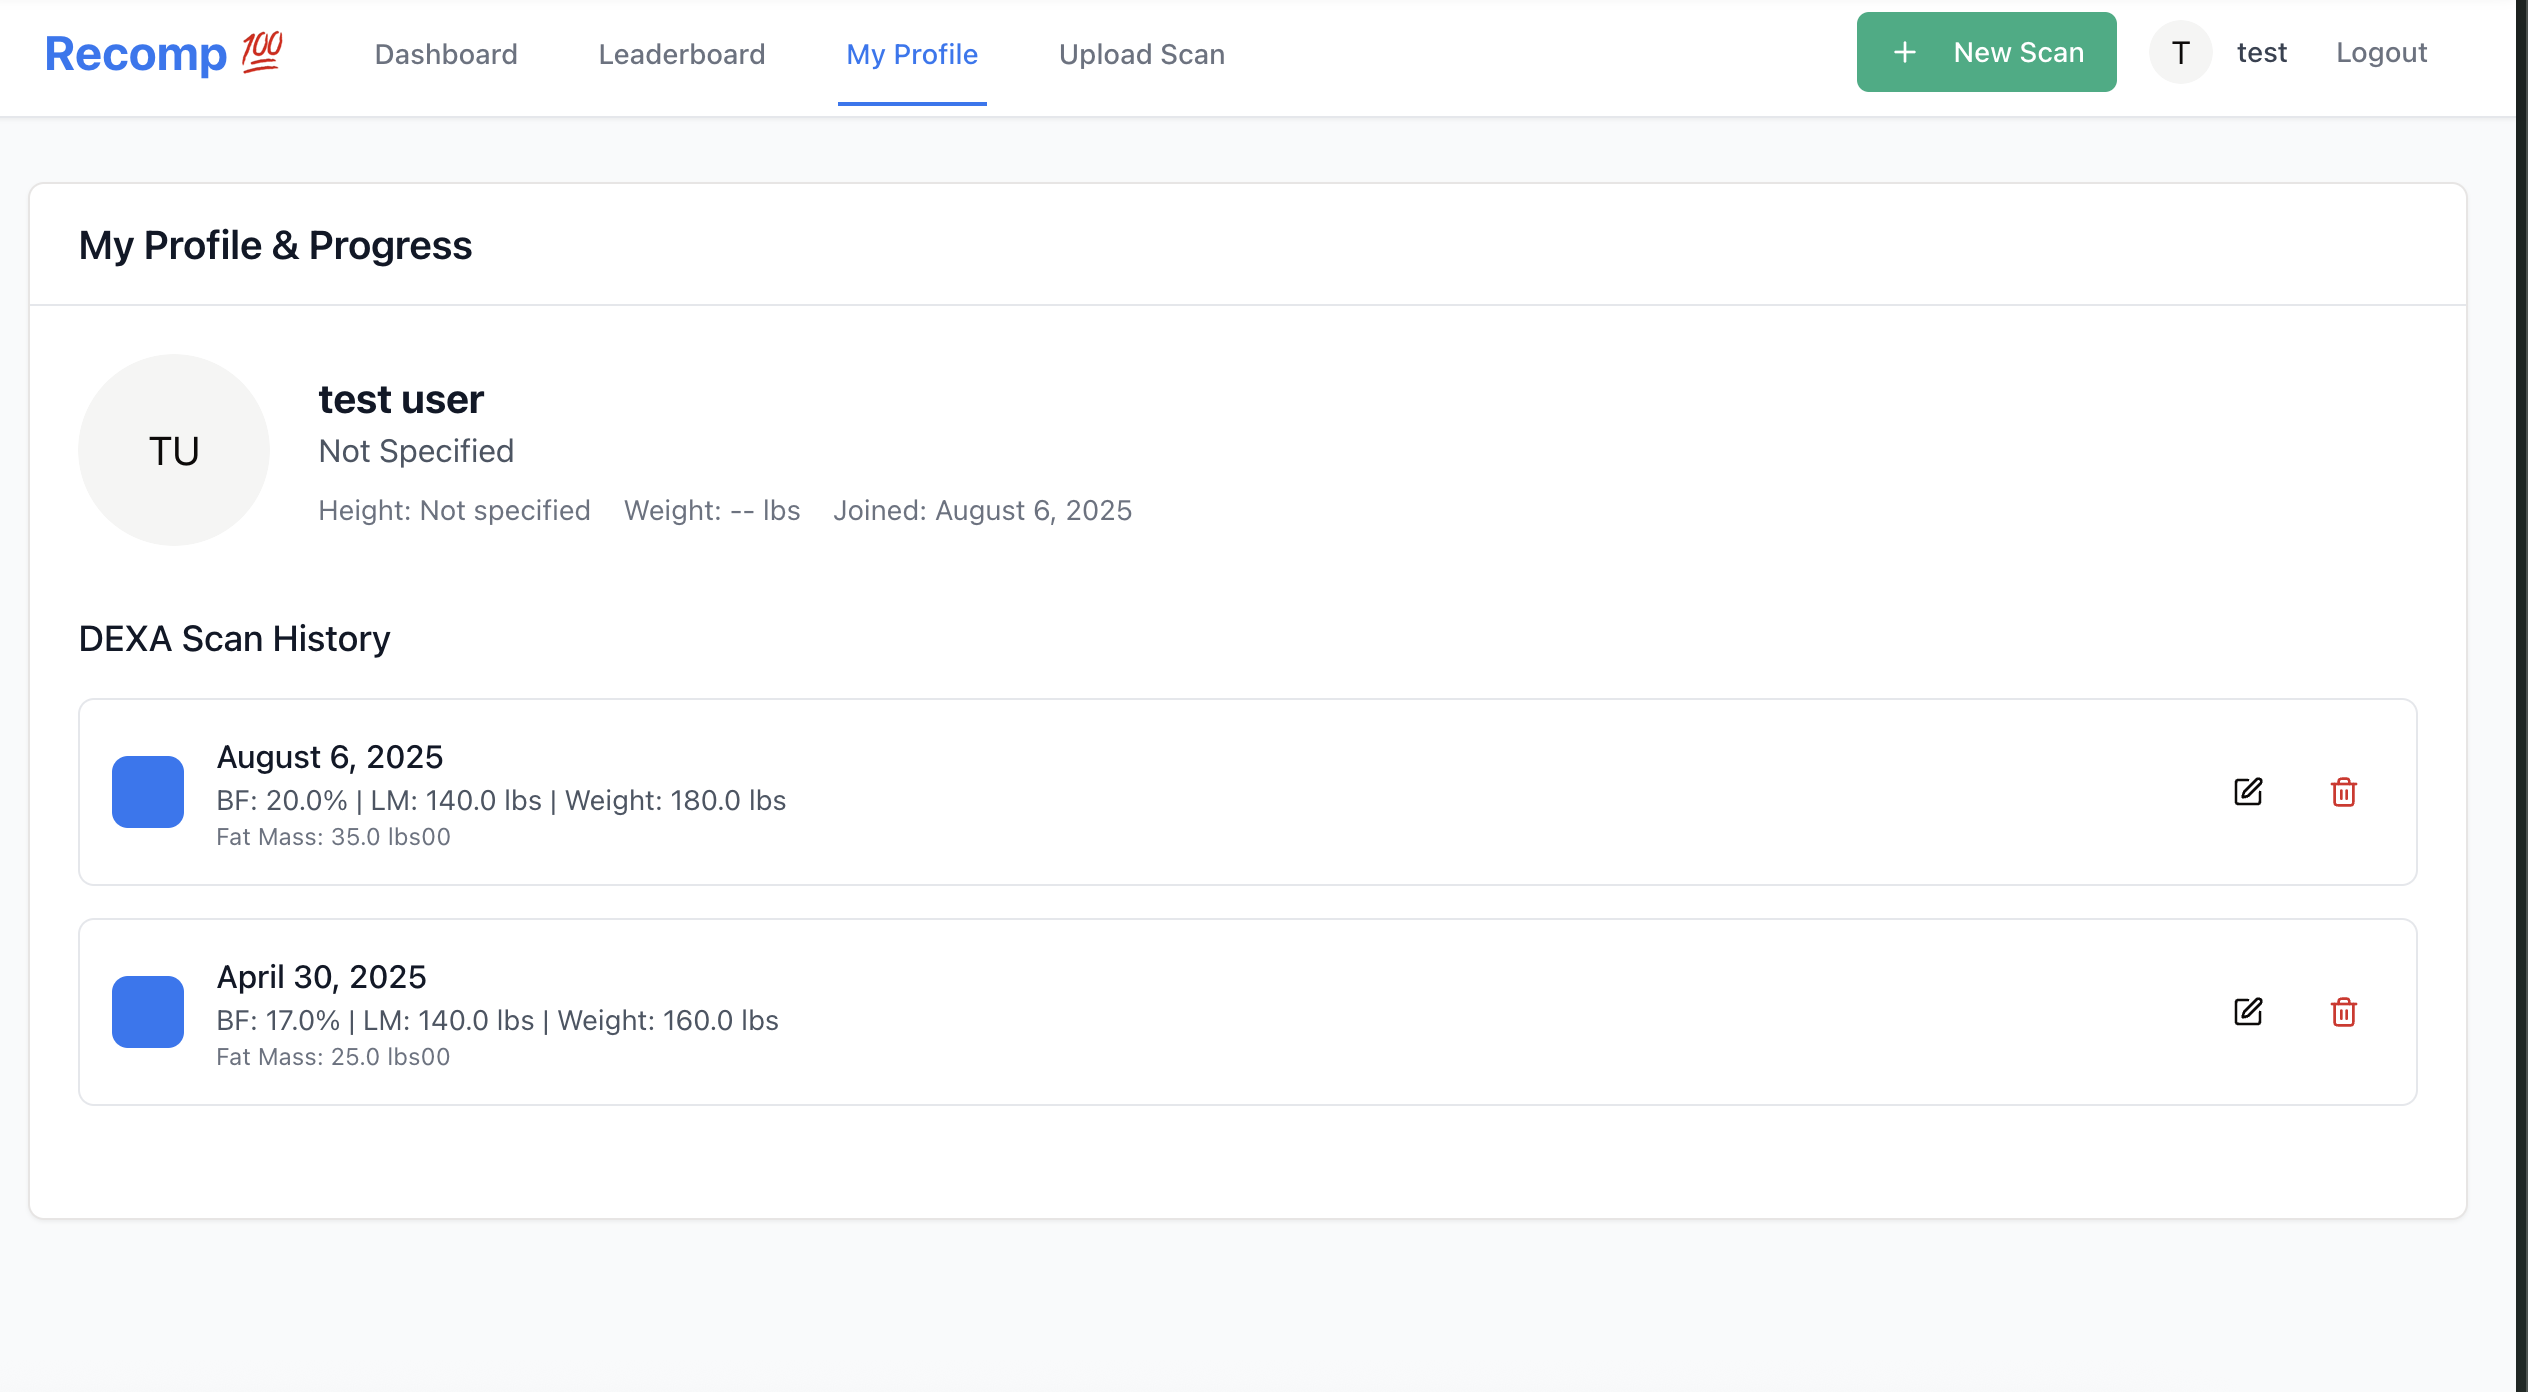 Recomp 💯 Dashboard Leaderboard My Profile Upload Scan + New Scan T test Logout
My Profile & Progress
TU
test user
Not Specified
Height: Not specified Weight: -- lbs Joined: August 6, 2025
DEXA Scan History
August 6, 2025
BF: 20.0% | LM: 140.0 lbs | Weight: 180.0 lbs
Fat Mass: 35.0 lbs00
April 30, 2025
BF: 17.0% | LM: 140.0 lbs | Weight: 160.0 lbs
Fat Mass: 25.0 lbs00